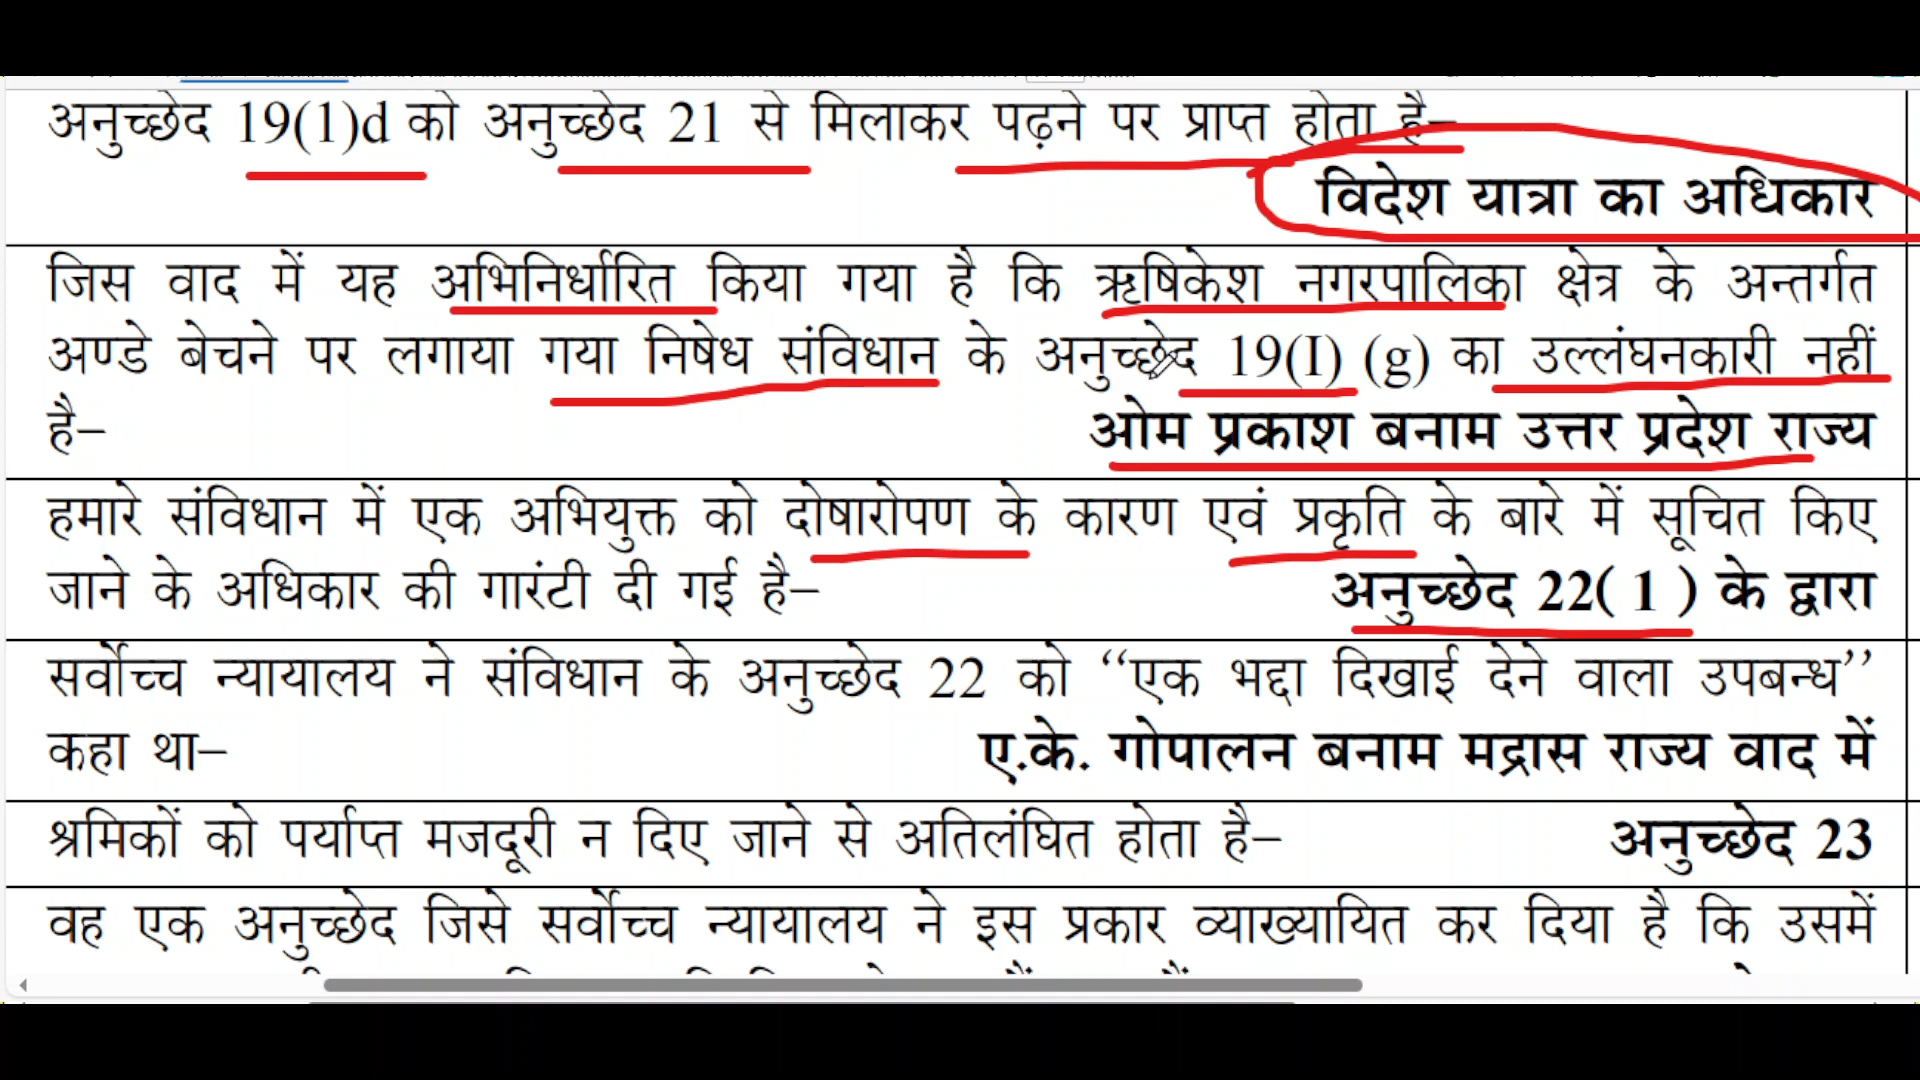 अनुच्छेद 19(1)d को अनुच्छेद 21 से मिलाकर पढ़ने पर प्राप्त होता है–
विदेश यात्रा का अधिकार
जिस वाद में यह अभिनिर्धारित किया गया है कि ऋषिकेश नगरपालिका क्षेत्र के अन्तर्गत
अण्डे बेचने पर लगाया गया निषेध संविधान के अनुच्छेद 19(I) (g) का उल्लंघनकारी नहीं
है– ओम प्रकाश बनाम उत्तर प्रदेश राज्य
हमारे संविधान में एक अभियुक्त को दोषारोपण के कारण एवं प्रकृति के बारे में सूचित किए
जाने के अधिकार की गारंटी दी गई है– अनुच्छेद 22( 1 ) के द्वारा
सर्वोच्च न्यायालय ने संविधान के अनुच्छेद 22 को ‘‘एक भद्दा दिखाई देने वाला उपबन्ध’’
कहा था– ए.के. गोपालन बनाम मद्रास राज्य वाद में
श्रमिकों को पर्याप्त मजदूरी न दिए जाने से अतिलंघित होता है– अनुच्छेद 23
वह एक अनुच्छेद जिसे सर्वोच्च न्यायालय ने इस प्रकार व्याख्यायित कर दिया है कि उसमें